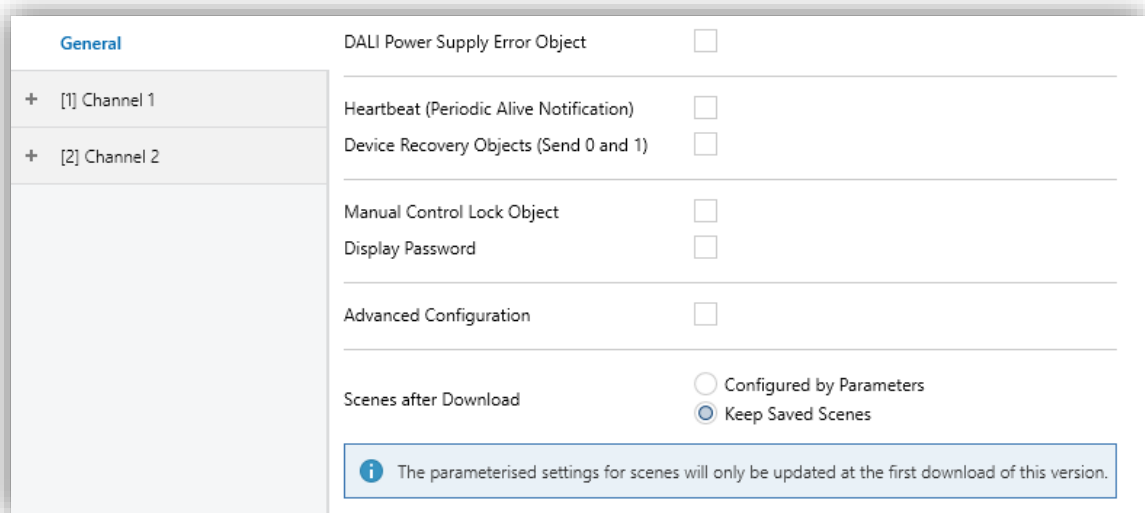 General
+ [1] Channel 1
+ [2] Channel 2
DALI Power Supply Error Object
Heartbeat (Periodic Alive Notification)
Device Recovery Objects (Send 0 and 1)
Manual Control Lock Object
Display Password
Advanced Configuration
Scenes after Download
Configured by Parameters
Keep Saved Scenes
The parameterised settings for scenes will only be updated at the first download of this version.